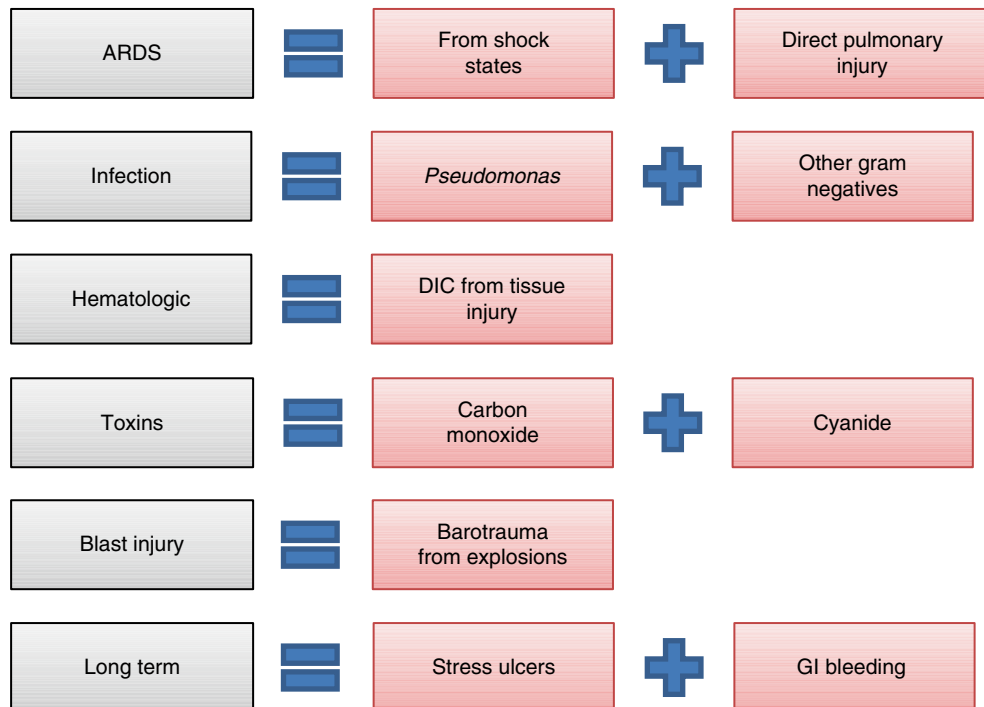 ARDS
From shock
states
Direct pulmonary
injury
Infection
Pseudomonas
Other gram
negatives
Hematologic
DIC from tissue
injury
Toxins
Carbon
monoxide
Cyanide
Blast injury
Barotrauma
from explosions
Long term
Stress ulcers
GI bleeding